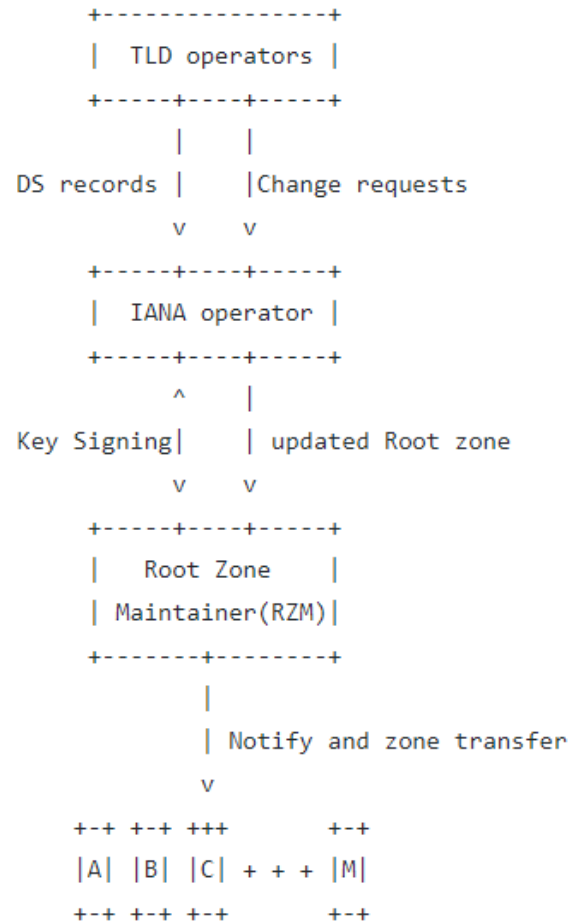 TLD operators
DS records Change requests
IANA operator
Key Signing updated Root zone
Root Zone
Maintainer(RZM)
Notify and zone transfer
A B C + + + M